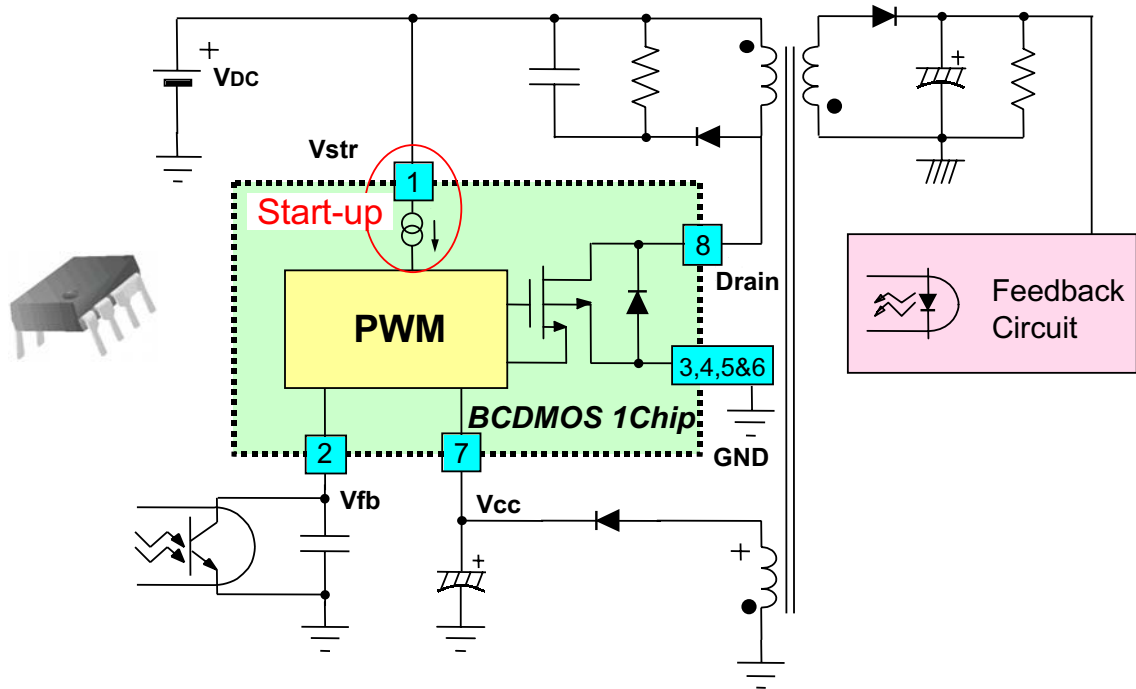 +
VDC
Vstr
1
Start-up
+
8
Drain
PWM
3,4,5&6
BCDMOS 1Chip
GND
2
7
Vfb
Vcc
+
+
Feedback
Circuit